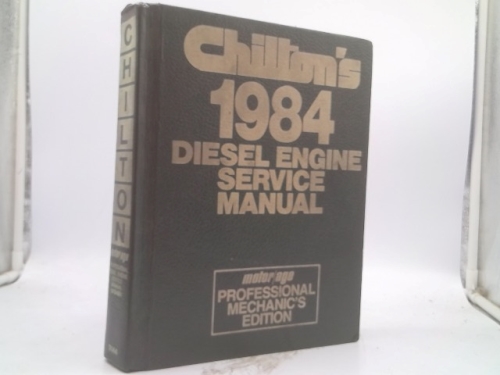 Chilton's
1984
DIESEL ENGINE
SERVICE
MANUAL
motor/age
PROFESSIONAL
MECHANIC'S
EDITION
CHILTON